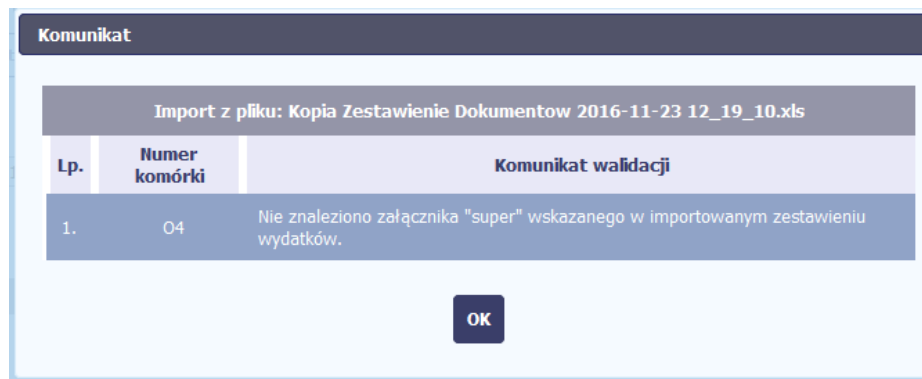 Komunikat
Import z pliku: Kopia Zestawienie Dokumentow 2016-11-23 12_19_10.xls
Lp. Numer komórki Komunikat walidacji
1. O4 Nie znaleziono załącznika "super" wskazanego w importowanym zestawieniu
wydatków.
OK